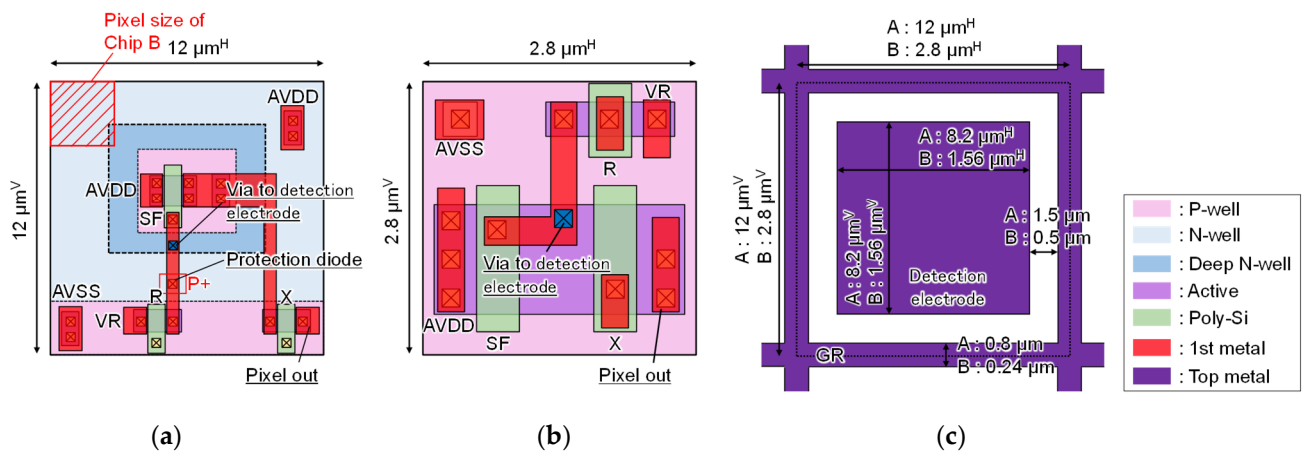 Pixel size of
Chip B
12 µmᴴ
12 µmⱽ
AVDD
AVDD
SF
Via to detection
electrode
Protection diode
P+
AVSS
VR
R
X
Pixel out
(a)
2.8 µmᴴ
2.8 µmⱽ
VR
AVSS
R
Via to detection
electrode
AVDD
SF
X
Pixel out
(b)
A : 12 µmᴴ
B : 2.8 µmᴴ
A : 12 µmⱽ
B : 2.8 µmⱽ
A : 8.2 µmᴴ
B : 1.56 µmᴴ
A : 8.2 µmⱽ
B : 1.56 µmⱽ
A : 1.5 µm
B : 0.5 µm
Detection
electrode
GR
A : 0.8 µm
B : 0.24 µm
(c)
: P-well
: N-well
: Deep N-well
: Active
: Poly-Si
: 1st metal
: Top metal